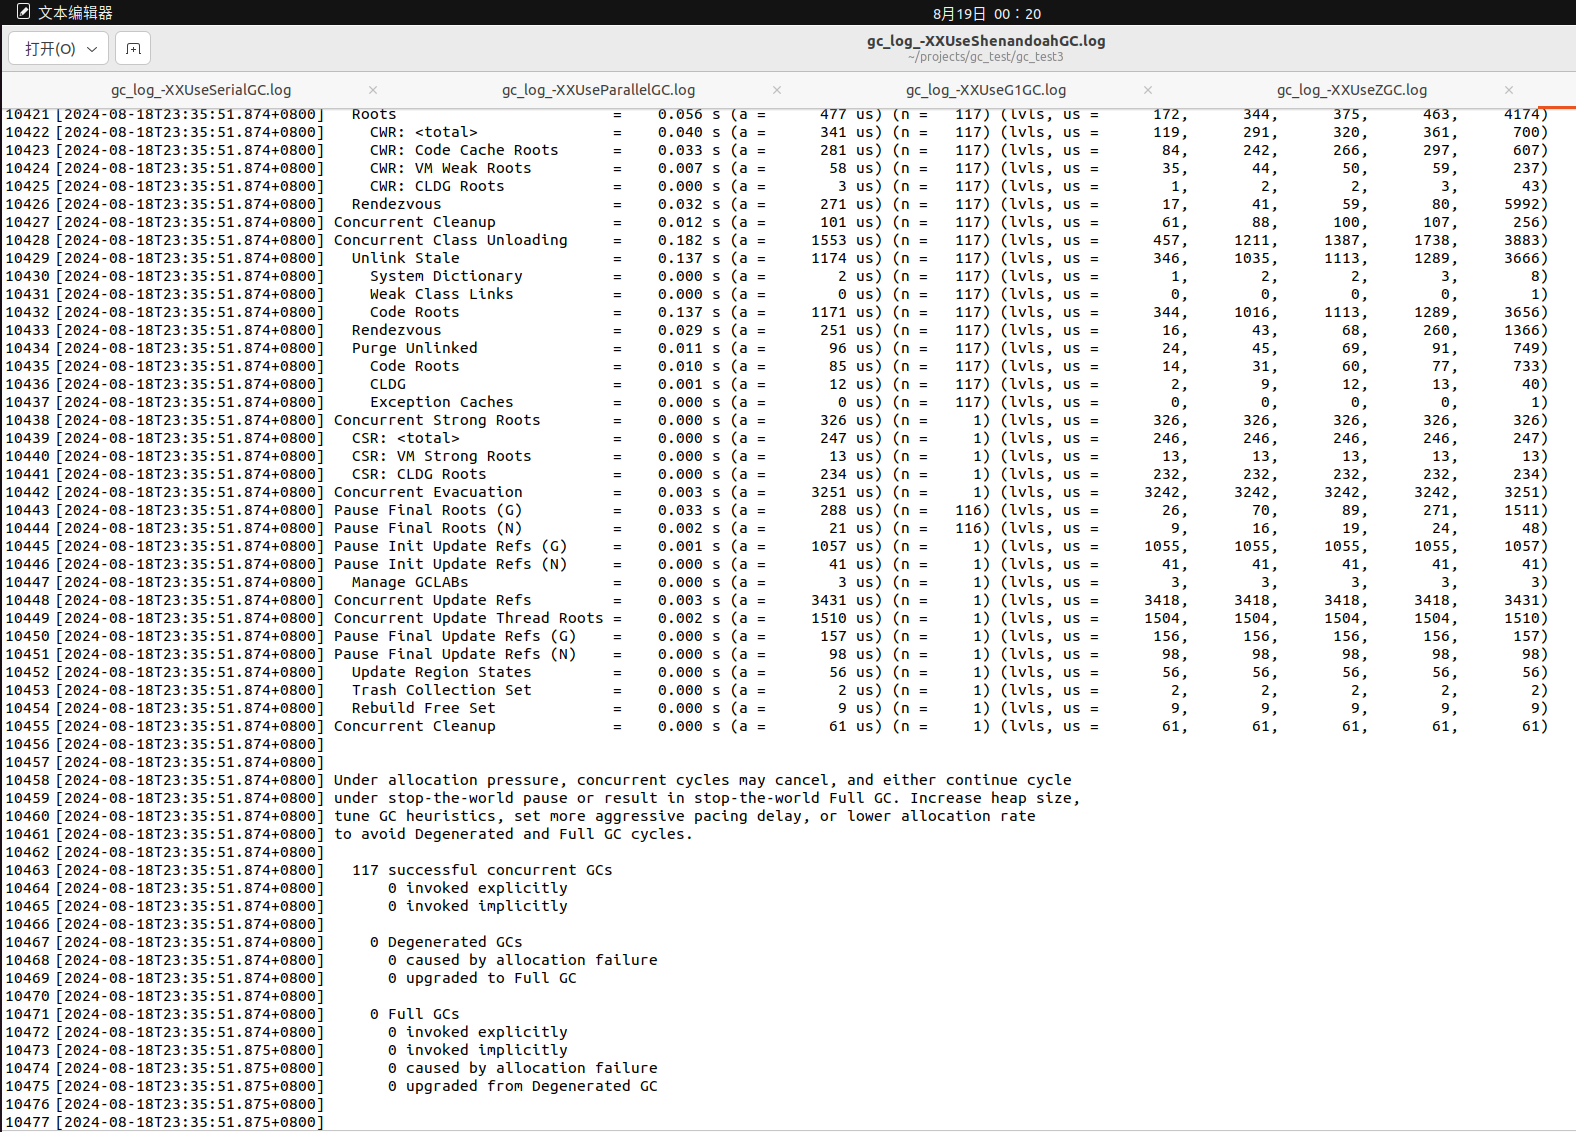 文本编辑器
8月19日 00：20
打开(O)
gc_log_-XXUseShenandoahGC.log
~/projects/gc_test/gc_test3
gc_log_-XXUseSerialGC.log × gc_log_-XXUseParallelGC.log × gc_log_-XXUseG1GC.log × gc_log_-XXUseZGC.log ×
10421 [2024-08-18T23:35:51.874+0800]   Roots = 0.056 s (a = 477 us) (n = 117) (lvls, us = 172, 344, 375, 463, 4174)
10422 [2024-08-18T23:35:51.874+0800]     CWR: <total> = 0.040 s (a = 341 us) (n = 117) (lvls, us = 119, 291, 320, 361, 700)
10423 [2024-08-18T23:35:51.874+0800]     CWR: Code Cache Roots = 0.033 s (a = 281 us) (n = 117) (lvls, us = 84, 242, 266, 297, 607)
10424 [2024-08-18T23:35:51.874+0800]     CWR: VM Weak Roots = 0.007 s (a = 58 us) (n = 117) (lvls, us = 35, 44, 50, 59, 237)
10425 [2024-08-18T23:35:51.874+0800]     CWR: CLDG Roots = 0.000 s (a = 3 us) (n = 117) (lvls, us = 1, 2, 2, 3, 43)
10426 [2024-08-18T23:35:51.874+0800]   Rendezvous = 0.032 s (a = 271 us) (n = 117) (lvls, us = 17, 41, 59, 80, 5992)
10427 [2024-08-18T23:35:51.874+0800] Concurrent Cleanup = 0.012 s (a = 101 us) (n = 117) (lvls, us = 61, 88, 100, 107, 256)
10428 [2024-08-18T23:35:51.874+0800] Concurrent Class Unloading = 0.182 s (a = 1553 us) (n = 117) (lvls, us = 457, 1211, 1387, 1738, 3883)
10429 [2024-08-18T23:35:51.874+0800]   Unlink Stale = 0.137 s (a = 1174 us) (n = 117) (lvls, us = 346, 1035, 1113, 1289, 3666)
10430 [2024-08-18T23:35:51.874+0800]     System Dictionary = 0.000 s (a = 2 us) (n = 117) (lvls, us = 1, 2, 2, 3, 8)
10431 [2024-08-18T23:35:51.874+0800]     Weak Class Links = 0.000 s (a = 0 us) (n = 117) (lvls, us = 0, 0, 0, 0, 1)
10432 [2024-08-18T23:35:51.874+0800]     Code Roots = 0.137 s (a = 1171 us) (n = 117) (lvls, us = 344, 1016, 1113, 1289, 3656)
10433 [2024-08-18T23:35:51.874+0800]   Rendezvous = 0.029 s (a = 251 us) (n = 117) (lvls, us = 16, 43, 68, 260, 1366)
10434 [2024-08-18T23:35:51.874+0800]   Purge Unlinked = 0.011 s (a = 96 us) (n = 117) (lvls, us = 24, 45, 69, 91, 749)
10435 [2024-08-18T23:35:51.874+0800]     Code Roots = 0.010 s (a = 85 us) (n = 117) (lvls, us = 14, 31, 60, 77, 733)
10436 [2024-08-18T23:35:51.874+0800]     CLDG = 0.001 s (a = 12 us) (n = 117) (lvls, us = 2, 9, 12, 13, 40)
10437 [2024-08-18T23:35:51.874+0800]     Exception Caches = 0.000 s (a = 0 us) (n = 117) (lvls, us = 0, 0, 0, 0, 1)
10438 [2024-08-18T23:35:51.874+0800] Concurrent Strong Roots = 0.000 s (a = 326 us) (n = 1) (lvls, us = 326, 326, 326, 326, 326)
10439 [2024-08-18T23:35:51.874+0800]   CSR: <total> = 0.000 s (a = 247 us) (n = 1) (lvls, us = 246, 246, 246, 246, 247)
10440 [2024-08-18T23:35:51.874+0800]   CSR: VM Strong Roots = 0.000 s (a = 13 us) (n = 1) (lvls, us = 13, 13, 13, 13, 13)
10441 [2024-08-18T23:35:51.874+0800]   CSR: CLDG Roots = 0.000 s (a = 234 us) (n = 1) (lvls, us = 232, 232, 232, 232, 234)
10442 [2024-08-18T23:35:51.874+0800] Concurrent Evacuation = 0.003 s (a = 3251 us) (n = 1) (lvls, us = 3242, 3242, 3242, 3242, 3251)
10443 [2024-08-18T23:35:51.874+0800] Pause Final Roots (G) = 0.033 s (a = 288 us) (n = 116) (lvls, us = 26, 70, 89, 271, 1511)
10444 [2024-08-18T23:35:51.874+0800] Pause Final Roots (N) = 0.002 s (a = 21 us) (n = 116) (lvls, us = 9, 16, 19, 24, 48)
10445 [2024-08-18T23:35:51.874+0800] Pause Init Update Refs (G) = 0.001 s (a = 1057 us) (n = 1) (lvls, us = 1055, 1055, 1055, 1055, 1057)
10446 [2024-08-18T23:35:51.874+0800] Pause Init Update Refs (N) = 0.000 s (a = 41 us) (n = 1) (lvls, us = 41, 41, 41, 41, 41)
10447 [2024-08-18T23:35:51.874+0800]   Manage GCLABs = 0.000 s (a = 3 us) (n = 1) (lvls, us = 3, 3, 3, 3, 3)
10448 [2024-08-18T23:35:51.874+0800] Concurrent Update Refs = 0.003 s (a = 3431 us) (n = 1) (lvls, us = 3418, 3418, 3418, 3418, 3431)
10449 [2024-08-18T23:35:51.874+0800] Concurrent Update Thread Roots = 0.002 s (a = 1510 us) (n = 1) (lvls, us = 1504, 1504, 1504, 1504, 1510)
10450 [2024-08-18T23:35:51.874+0800] Pause Final Update Refs (G) = 0.000 s (a = 157 us) (n = 1) (lvls, us = 156, 156, 156, 156, 157)
10451 [2024-08-18T23:35:51.874+0800] Pause Final Update Refs (N) = 0.000 s (a = 98 us) (n = 1) (lvls, us = 98, 98, 98, 98, 98)
10452 [2024-08-18T23:35:51.874+0800]   Update Region States = 0.000 s (a = 56 us) (n = 1) (lvls, us = 56, 56, 56, 56, 56)
10453 [2024-08-18T23:35:51.874+0800]   Trash Collection Set = 0.000 s (a = 2 us) (n = 1) (lvls, us = 2, 2, 2, 2, 2)
10454 [2024-08-18T23:35:51.874+0800]   Rebuild Free Set = 0.000 s (a = 9 us) (n = 1) (lvls, us = 9, 9, 9, 9, 9)
10455 [2024-08-18T23:35:51.874+0800] Concurrent Cleanup = 0.000 s (a = 61 us) (n = 1) (lvls, us = 61, 61, 61, 61, 61)
10456 [2024-08-18T23:35:51.874+0800]
10457 [2024-08-18T23:35:51.874+0800]
10458 [2024-08-18T23:35:51.874+0800] Under allocation pressure, concurrent cycles may cancel, and either continue cycle
10459 [2024-08-18T23:35:51.874+0800] under stop-the-world pause or result in stop-the-world Full GC. Increase heap size,
10460 [2024-08-18T23:35:51.874+0800] tune GC heuristics, set more aggressive pacing delay, or lower allocation rate
10461 [2024-08-18T23:35:51.874+0800] to avoid Degenerated and Full GC cycles.
10462 [2024-08-18T23:35:51.874+0800]
10463 [2024-08-18T23:35:51.874+0800]   117 successful concurrent GCs
10464 [2024-08-18T23:35:51.874+0800]       0 invoked explicitly
10465 [2024-08-18T23:35:51.874+0800]       0 invoked implicitly
10466 [2024-08-18T23:35:51.874+0800]
10467 [2024-08-18T23:35:51.874+0800]     0 Degenerated GCs
10468 [2024-08-18T23:35:51.874+0800]       0 caused by allocation failure
10469 [2024-08-18T23:35:51.874+0800]       0 upgraded to Full GC
10470 [2024-08-18T23:35:51.874+0800]
10471 [2024-08-18T23:35:51.874+0800]     0 Full GCs
10472 [2024-08-18T23:35:51.874+0800]       0 invoked explicitly
10473 [2024-08-18T23:35:51.875+0800]       0 invoked implicitly
10474 [2024-08-18T23:35:51.875+0800]       0 caused by allocation failure
10475 [2024-08-18T23:35:51.875+0800]       0 upgraded from Degenerated GC
10476 [2024-08-18T23:35:51.875+0800]
10477 [2024-08-18T23:35:51.875+0800]